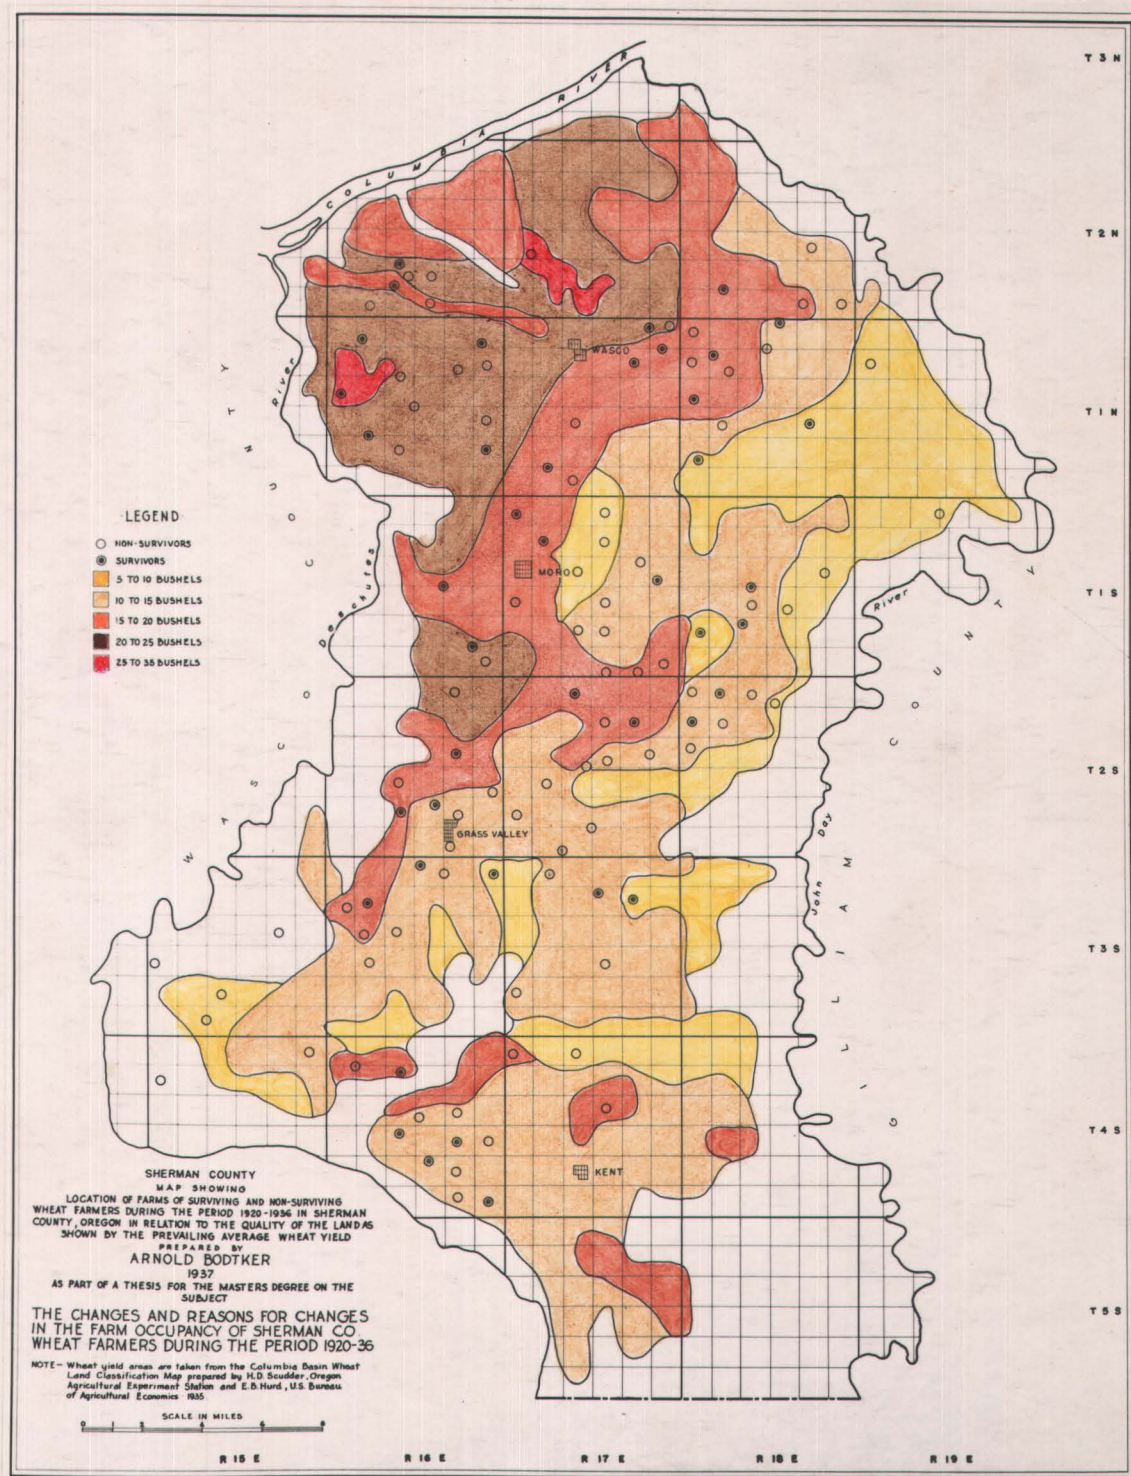 T 3 N
COLUMBIA RIVER
T 2 N
WASCO
River
T 1 N
WASCO COUNTY
LEGEND
NON-SURVIVORS
SURVIVORS
5 TO 10 BUSHELS
10 TO 15 BUSHELS
15 TO 20 BUSHELS
20 TO 25 BUSHELS
25 TO 35 BUSHELS
Deschutes
MORO
T 1 S
River
GILLIAM COUNTY
T 2 S
John Day
GRASS VALLEY
T 3 S
T 4 S
KENT
T 5 S
SHERMAN COUNTY
MAP SHOWING
LOCATION OF FARMS OF SURVIVING AND NON-SURVIVING
WHEAT FARMERS DURING THE PERIOD 1920-1936 IN SHERMAN
COUNTY, OREGON IN RELATION TO THE QUALITY OF THE LAND AS
SHOWN BY THE PREVAILING AVERAGE WHEAT YIELD
PREPARED BY
ARNOLD BODTKER
1937
AS PART OF A THESIS FOR THE MASTERS DEGREE ON THE
SUBJECT
THE CHANGES AND REASONS FOR CHANGES
IN THE FARM OCCUPANCY OF SHERMAN CO.
WHEAT FARMERS DURING THE PERIOD 1920-36
NOTE- Wheat yield areas are taken from the Columbia Basin Wheat
Land Classification Map prepared by H.D. Scudder, Oregon
Agricultural Experiment Station and E.B. Hurd, U.S. Bureau
of Agricultural Economics 1935
SCALE IN MILES
0 1 2 4 6 8
R 15 E R 16 E R 17 E R 18 E R 19 E